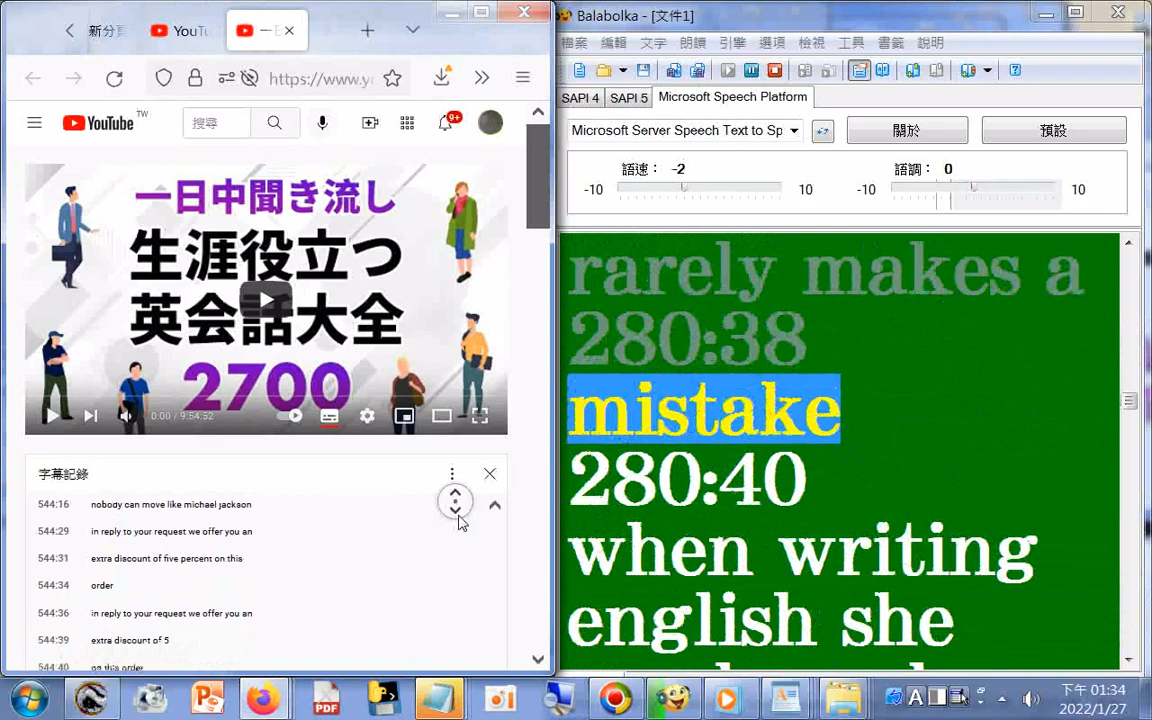 新分
YouTu
一 E
https://www.y
YouTube
TW
搜尋
9+
一日中聞き流し
生涯役立つ
英会話大全
2700
0:00 / 9:54:52
字幕記錄
544:16 nobody can move like michael jackson
544:29 in reply to your request we offer you an
544:31 extra discount of five percent on this
544:34 order
544:36 in reply to your request we offer you an
544:39 extra discount of 5
544:40 on this order
Balabolka - [文件1]
檔案 編輯 文字 朗讀 引擎 選項 檢視 工具 書籤 說明
SAPI 4 SAPI 5 Microsoft Speech Platform
Microsoft Server Speech Text to Sp
關於
預設
語速： -2
-10 10
語調： 0
-10 10
rarely makes a
280:38
mistake
280:40
when writing
english she
PDF
A
下午 01:34
2022/1/27